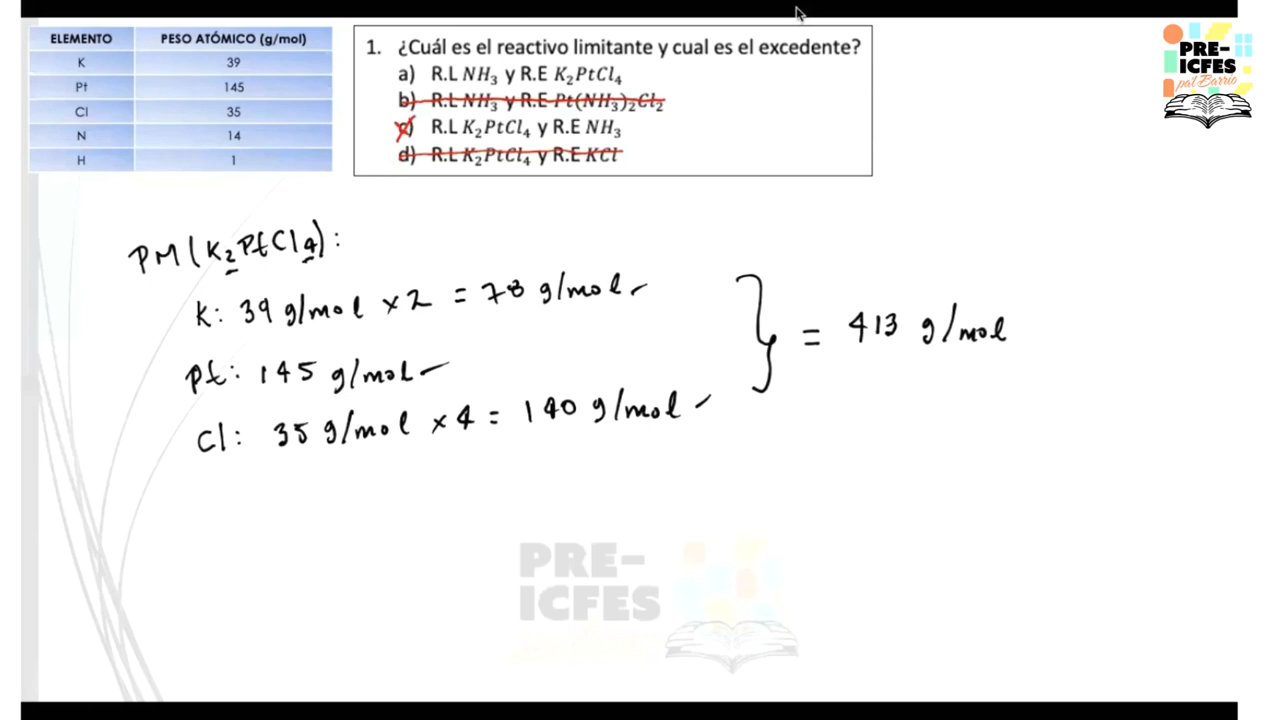 ELEMENTO PESO ATÓMICO (g/mol)
K 39
Pt 145
Cl 35
N 14
H 1
1. ¿Cuál es el reactivo limitante y cual es el excedente?
a) R.L NH₃ y R.E K₂PtCl₄
b) R.L NH₃ y R.E Pt(NH₃)₂Cl₂
c) R.L K₂PtCl₄ y R.E NH₃
d) R.L K₂PtCl₄ y R.E KCl
PRE-
ICFES
pal Barrio
PM(K₂PtCl₄):
K: 39 g/mol × 2 = 78 g/mol
Pt: 145 g/mol
Cl: 35 g/mol × 4 = 140 g/mol
= 413 g/mol
PRE-
ICFES